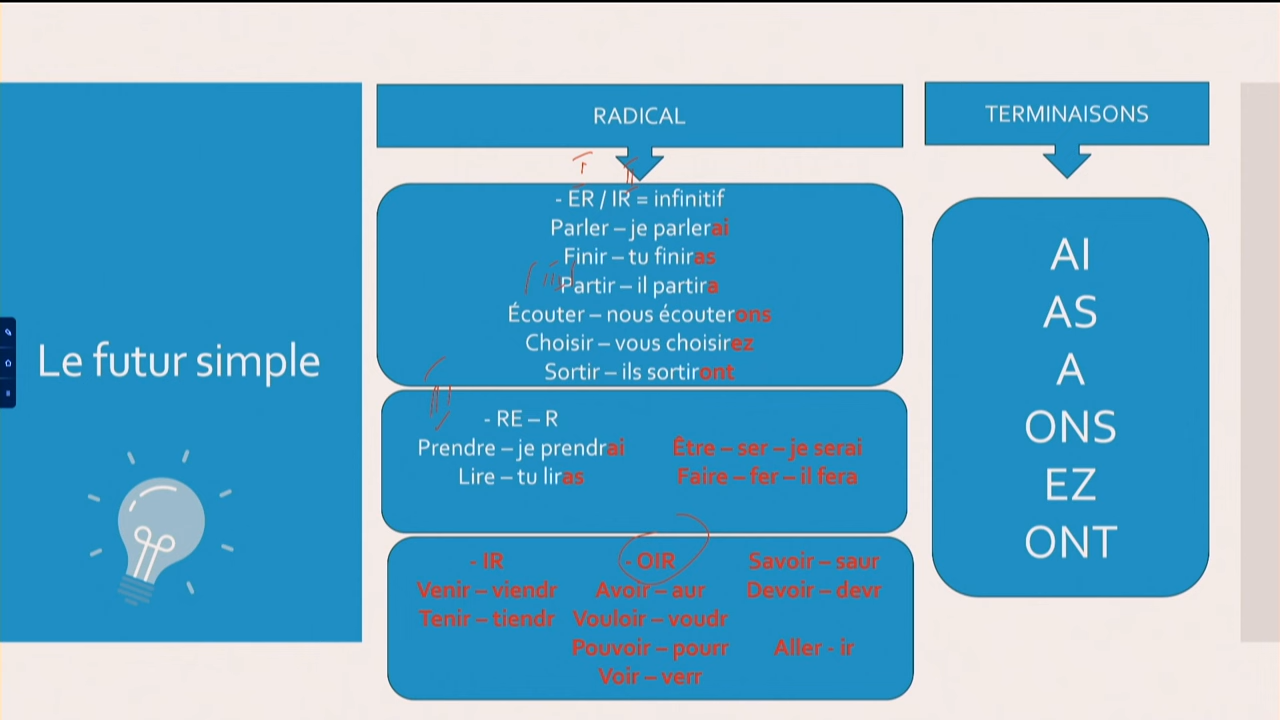 Le futur simple
RADICAL
I II
- ER / IR = infinitif
Parler – je parlerai
Finir – tu finiras
Partir – il partira
Écouter – nous écouterons
Choisir – vous choisirez
Sortir – ils sortiront
III
- RE – R
Prendre – je prendrai
Lire – tu liras
Être – ser – je serai
Faire – fer – il fera
- IR
Venir – viendr
Tenir – tiendr
- OIR
Avoir – aur
Vouloir – voudr
Pouvoir – pourr
Voir – verr
Savoir – saur
Devoir – devr
Aller - ir
TERMINAISONS
AI
AS
A
ONS
EZ
ONT